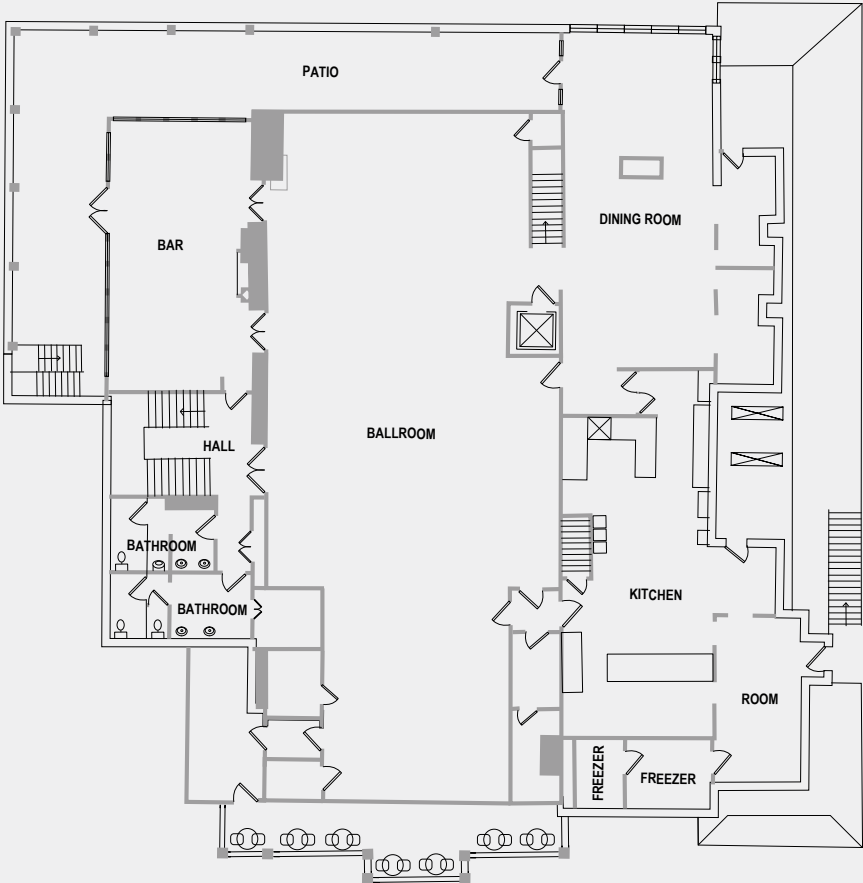 PATIO
DINING ROOM
BAR
BALLROOM
HALL
BATHROOM
KITCHEN
BATHROOM
ROOM
FREEZER
FREEZER